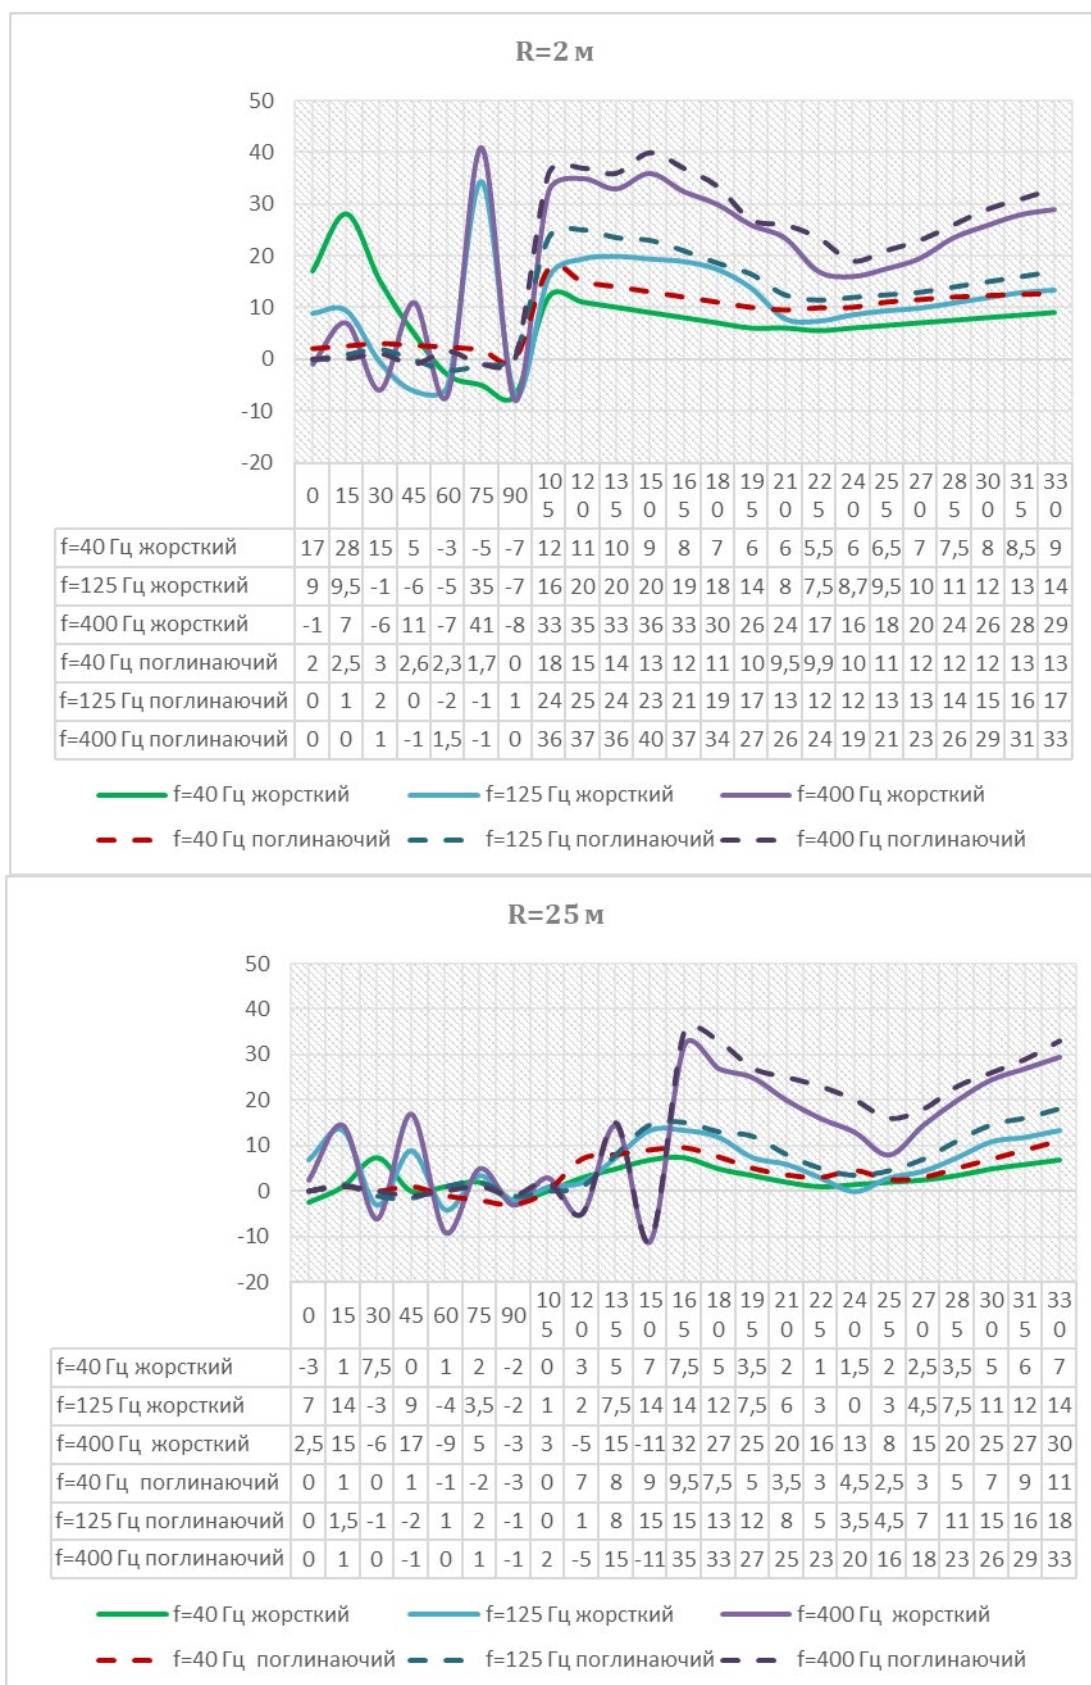 R=2 м
50
40
30
20
10
0
-10
-20
0 15 30 45 60 75 90 105 120 135 150 165 180 195 210 225 240 255 270 285 300 315 330
f=40 Гц жорсткий 17 28 15 5 -3 -5 -7 12 11 10 9 8 7 6 6 5,5 6 6,5 7 7,5 8 8,5 9
f=125 Гц жорсткий 9 9,5 -1 -6 -5 35 -7 16 20 20 20 19 18 14 8 7,5 8,7 9,5 10 11 12 13 14
f=400 Гц жорсткий -1 7 -6 11 -7 41 -8 33 35 33 36 33 30 26 24 17 16 18 20 24 26 28 29
f=40 Гц поглинаючий 2 2,5 3 2,6 2,3 1,7 0 18 15 14 13 12 11 10 9,5 9,9 10 11 12 12 12 13 13
f=125 Гц поглинаючий 0 1 2 0 -2 -1 1 24 25 24 23 21 19 17 13 12 12 13 13 14 15 16 17
f=400 Гц поглинаючий 0 0 1 -1 1,5 -1 0 36 37 36 40 37 34 27 26 24 19 21 23 26 29 31 33
f=40 Гц жорсткий f=125 Гц жорсткий f=400 Гц жорсткий
f=40 Гц поглинаючий f=125 Гц поглинаючий f=400 Гц поглинаючий
R=25 м
50
40
30
20
10
0
-10
-20
0 15 30 45 60 75 90 105 120 135 150 165 180 195 210 225 240 255 270 285 300 315 330
f=40 Гц жорсткий -3 1 7,5 0 1 2 -2 0 3 5 7 7,5 5 3,5 2 1 1,5 2 2,5 3,5 5 6 7
f=125 Гц жорсткий 7 14 -3 9 -4 3,5 -2 1 2 7,5 14 14 12 7,5 6 3 0 3 4,5 7,5 11 12 14
f=400 Гц жорсткий 2,5 15 -6 17 -9 5 -3 3 -5 15 -11 32 27 25 20 16 13 8 15 20 25 27 30
f=40 Гц поглинаючий 0 1 0 1 -1 -2 -3 0 7 8 9 9,5 7,5 5 3,5 3 4,5 2,5 3 5 7 9 11
f=125 Гц поглинаючий 0 1,5 -1 -2 1 2 -1 0 1 8 15 15 13 12 8 5 3,5 4,5 7 11 15 16 18
f=400 Гц поглинаючий 0 1 0 -1 0 1 -1 2 -5 15 -11 35 33 27 25 23 20 16 18 23 26 29 33
f=40 Гц жорсткий f=125 Гц жорсткий f=400 Гц жорсткий
f=40 Гц поглинаючий f=125 Гц поглинаючий f=400 Гц поглинаючий